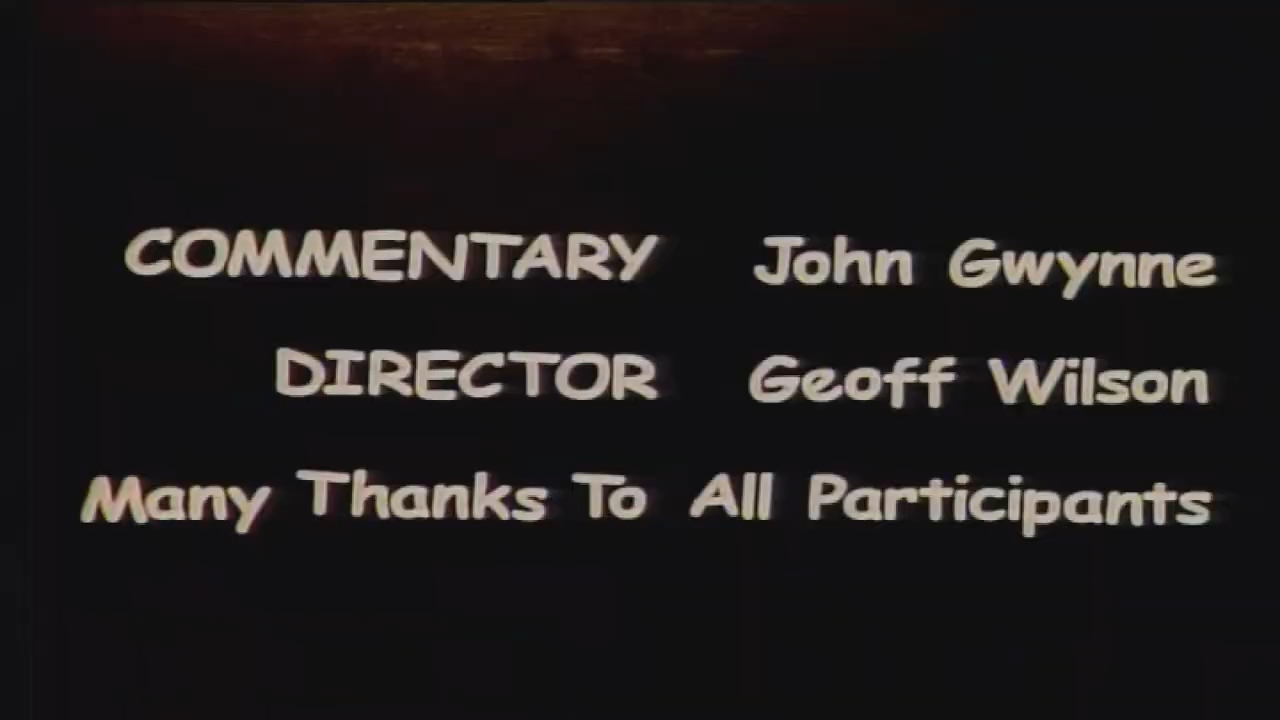 COMMENTARY John Gwynne
DIRECTOR Geoff Wilson
Many Thanks To All Participants